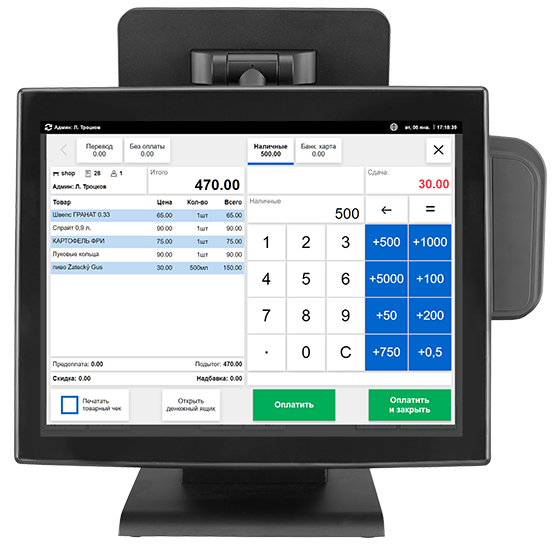 Админ: Л. Троцков
вт, 06 янв. | 17:18:39
Перевод
0.00
Без оплаты
0.00
Наличные
500.00
Банк. карта
0.00
shop 28 1
Админ: Л. Троцков
Итого
470.00
Сдача:
30.00
Товар Цена Кол-во Всего
Швепс ГРАНАТ 0.33 65.00 1шт 65.00
Спрайт 0,9 л. 90.00 1шт 90.00
КАРТОФЕЛЬ ФРИ 75.00 1шт 75.00
Луковые кольца 90.00 1шт 90.00
пиво Žatecký Gus 30.00 500мл 150.00
Предоплата: 0.00 Подытог: 470.00
Скидка: 0.00 Надбавка: 0.00
Наличные
500
← =
1 2 3 +500 +1000
4 5 6 +5000 +100
7 8 9 +50 +200
. 0 C +750 +0,5
Печатать
товарный чек
Открыть
денежный ящик
Оплатить
Оплатить
и закрыть